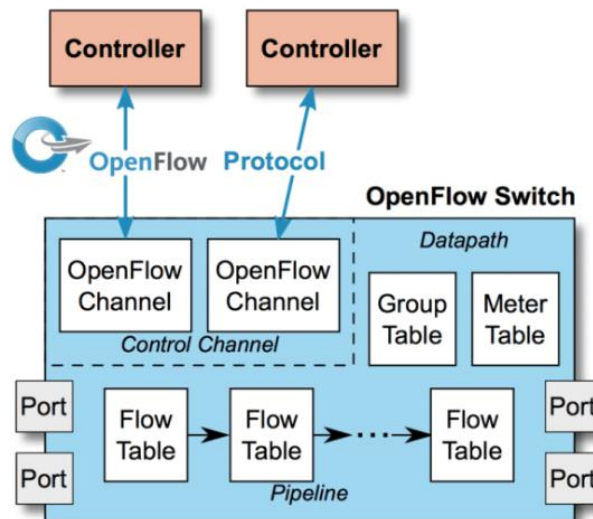 Controller Controller
OpenFlow Protocol
OpenFlow Switch
Datapath
OpenFlow OpenFlow
Channel Channel
Control Channel
Group Meter
Table Table
Port Port
Flow Flow Flow
Table Table Table
Port Port
Pipeline